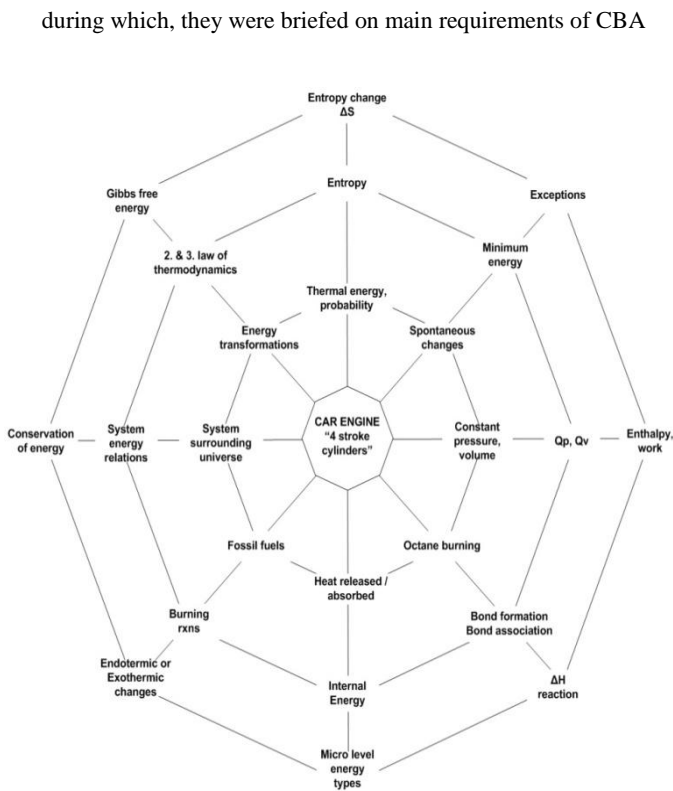 during which, they were briefed on main requirements of CBA
Entropy change
ΔS
Gibbs free
energy
Entropy
Exceptions
2. & 3. law of
thermodynamics
Minimum
energy
Thermal energy,
probability
Energy
transformations
Spontaneous
changes
Conservation
of energy
System
energy
relations
System
surrounding
universe
CAR ENGINE
"4 stroke
cylinders"
Constant
pressure,
volume
Qp, Qv
Enthalpy,
work
Fossil fuels
Octane burning
Heat released /
absorbed
Burning
rxns
Bond formation
Bond association
Endotermic or
Exothermic
changes
Internal
Energy
ΔH
reaction
Micro level
energy
types